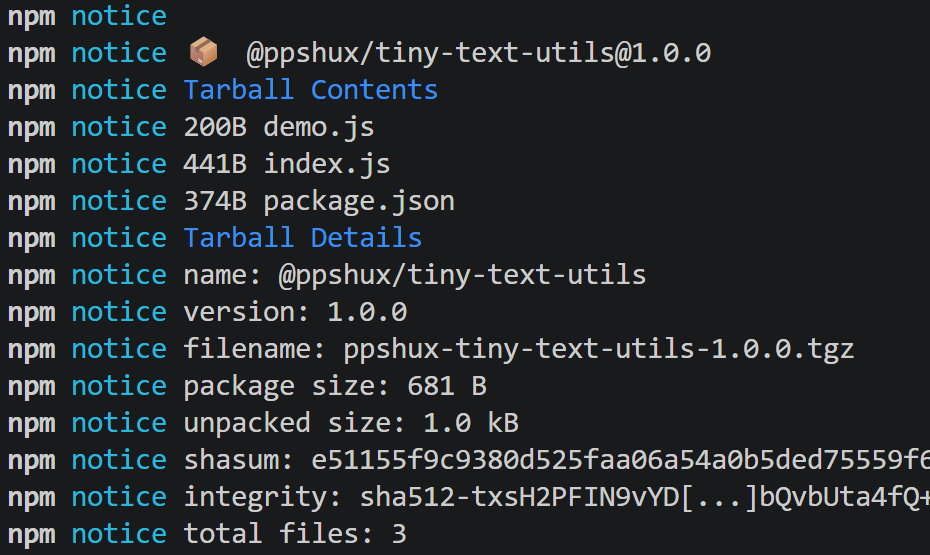 npm notice
npm notice 📦 @ppshux/tiny-text-utils@1.0.0
npm notice Tarball Contents
npm notice 200B demo.js
npm notice 441B index.js
npm notice 374B package.json
npm notice Tarball Details
npm notice name: @ppshux/tiny-text-utils
npm notice version: 1.0.0
npm notice filename: ppshux-tiny-text-utils-1.0.0.tgz
npm notice package size: 681 B
npm notice unpacked size: 1.0 kB
npm notice shasum: e51155f9c9380d525faa06a54a0b5ded75559f6
npm notice integrity: sha512-txsH2PFIN9vYD[...]bQvbUta4fQ+
npm notice total files: 3